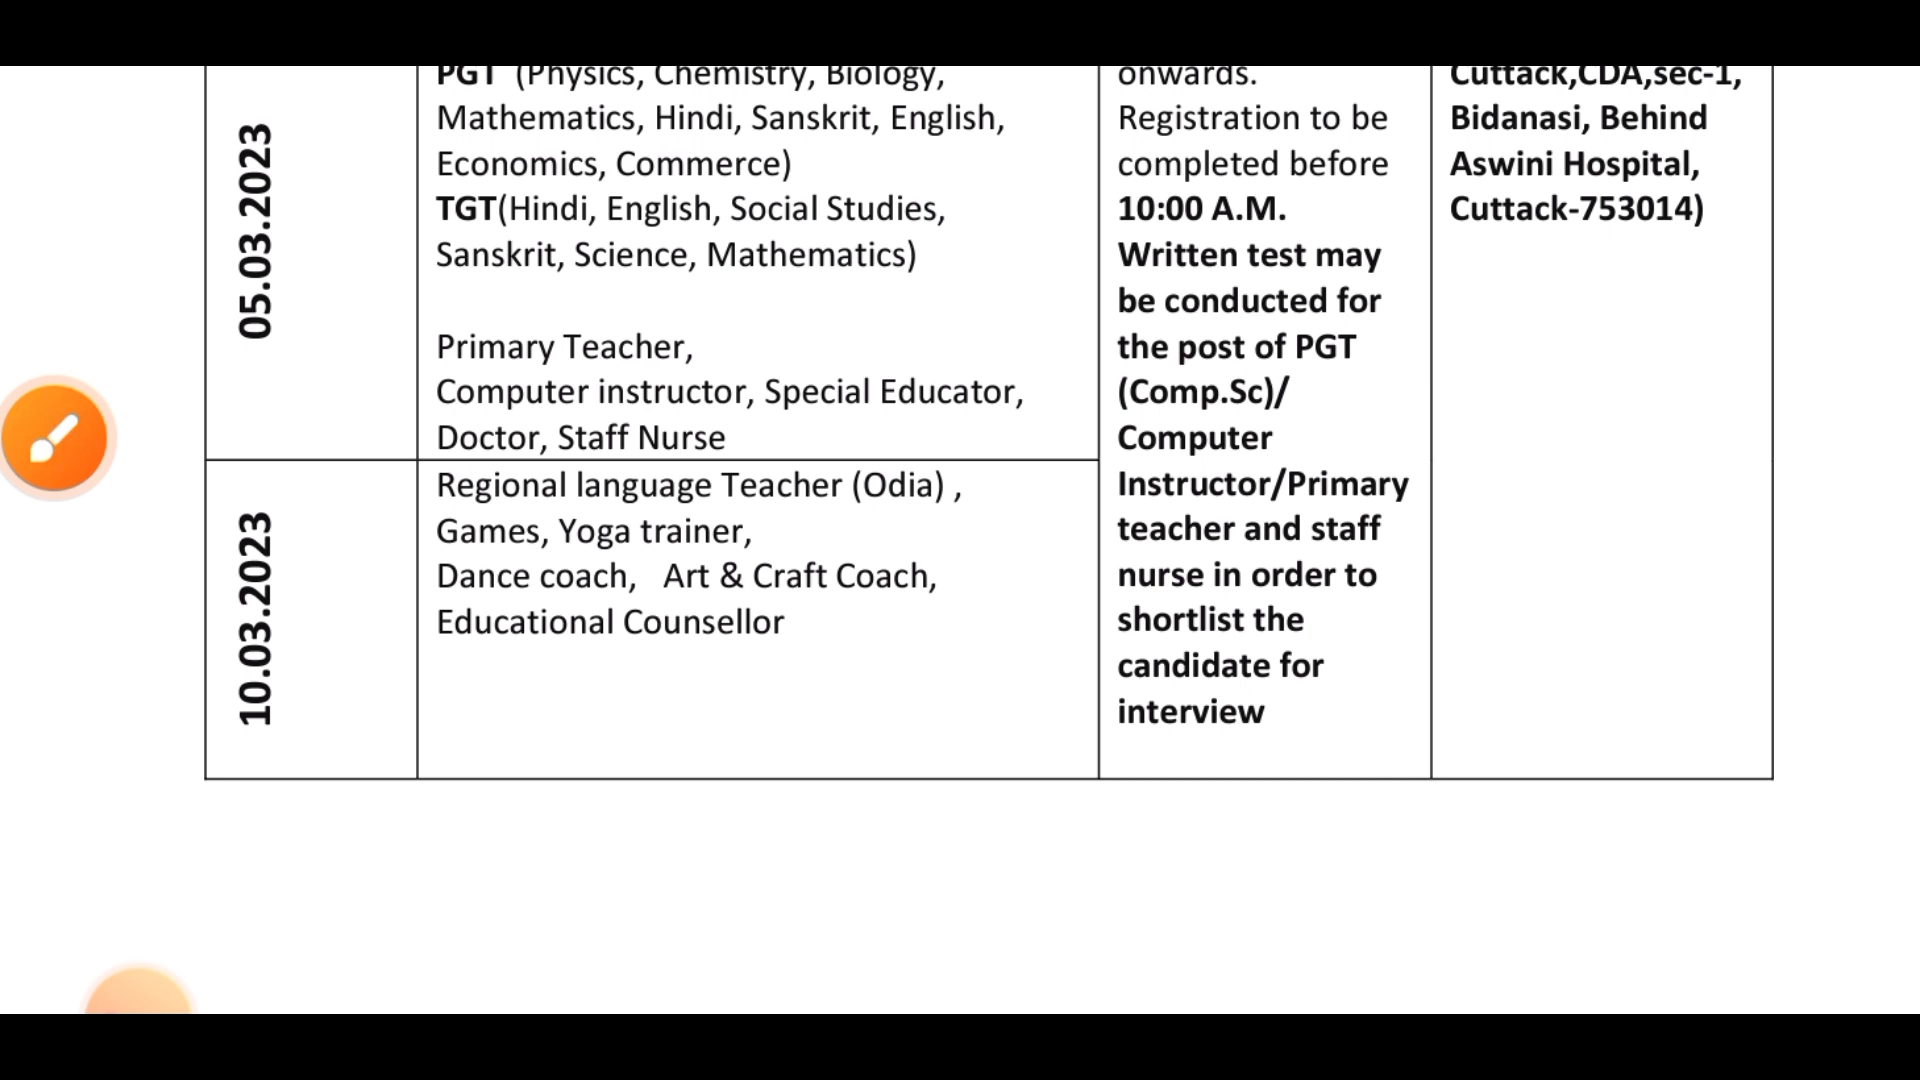 05.03.2023
PGT (Physics, Chemistry, Biology,
Mathematics, Hindi, Sanskrit, English,
Economics, Commerce)
TGT(Hindi, English, Social Studies,
Sanskrit, Science, Mathematics)
Primary Teacher,
Computer instructor, Special Educator,
Doctor, Staff Nurse
10.03.2023
Regional language Teacher (Odia) ,
Games, Yoga trainer,
Dance coach, Art & Craft Coach,
Educational Counsellor
onwards.
Registration to be
completed before
10:00 A.M.
Written test may
be conducted for
the post of PGT
(Comp.Sc)/
Computer
Instructor/Primary
teacher and staff
nurse in order to
shortlist the
candidate for
interview
Cuttack,CDA,sec-1,
Bidanasi, Behind
Aswini Hospital,
Cuttack-753014)